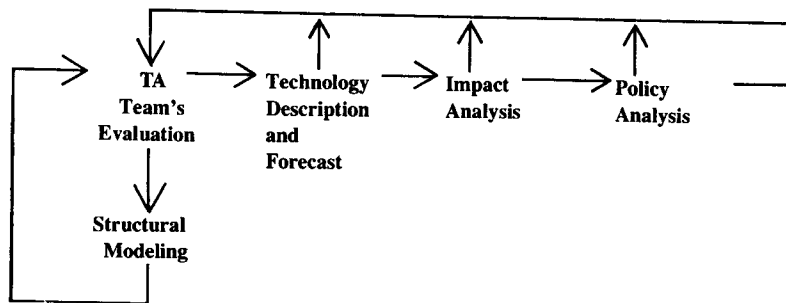 TA
Team's
Evaluation
Technology
Description
and
Forecast
Impact
Analysis
Policy
Analysis
Structural
Modeling